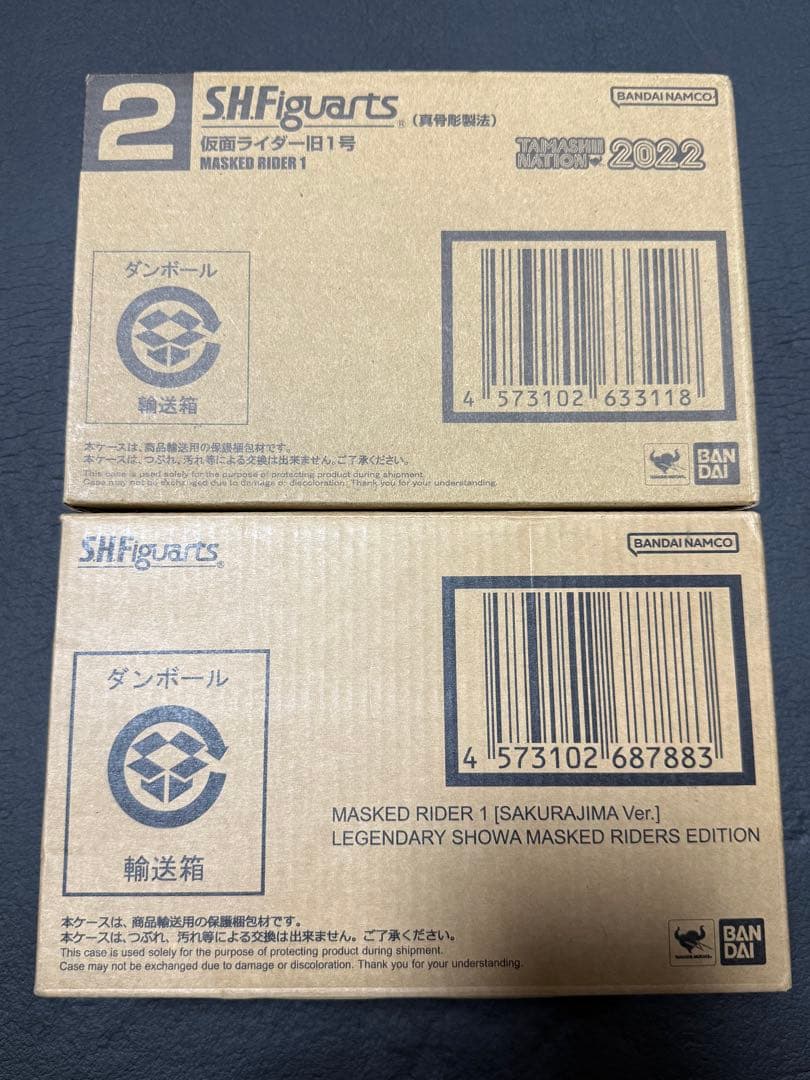 2
S.H.Figuarts® (真骨彫製法)
仮面ライダー旧1号
MASKED RIDER 1
BANDAI NAMCO
TAMASHII NATION 2022
ダンボール
輸送箱
4 573102 633118
本ケースは、商品輸送用の保護梱包材です。
本ケースは、つぶれ、汚れ等による交換は出来ません。ご了承ください。
This case is used solely for the purpose of protecting product during shipment.
Case may not be exchanged due to damage or discoloration. Thank you for your understanding.
TAMASHII NATIONS
BAN
DAI
S.H.Figuarts®
BANDAI NAMCO
ダンボール
輸送箱
4 573102 687883
MASKED RIDER 1 [SAKURAJIMA Ver.]
LEGENDARY SHOWA MASKED RIDERS EDITION
本ケースは、商品輸送用の保護梱包材です。
本ケースは、つぶれ、汚れ等による交換は出来ません。ご了承ください。
This case is used solely for the purpose of protecting product during shipment.
Case may not be exchanged due to damage or discoloration. Thank you for your understanding.
TAMASHII NATIONS
BAN
DAI